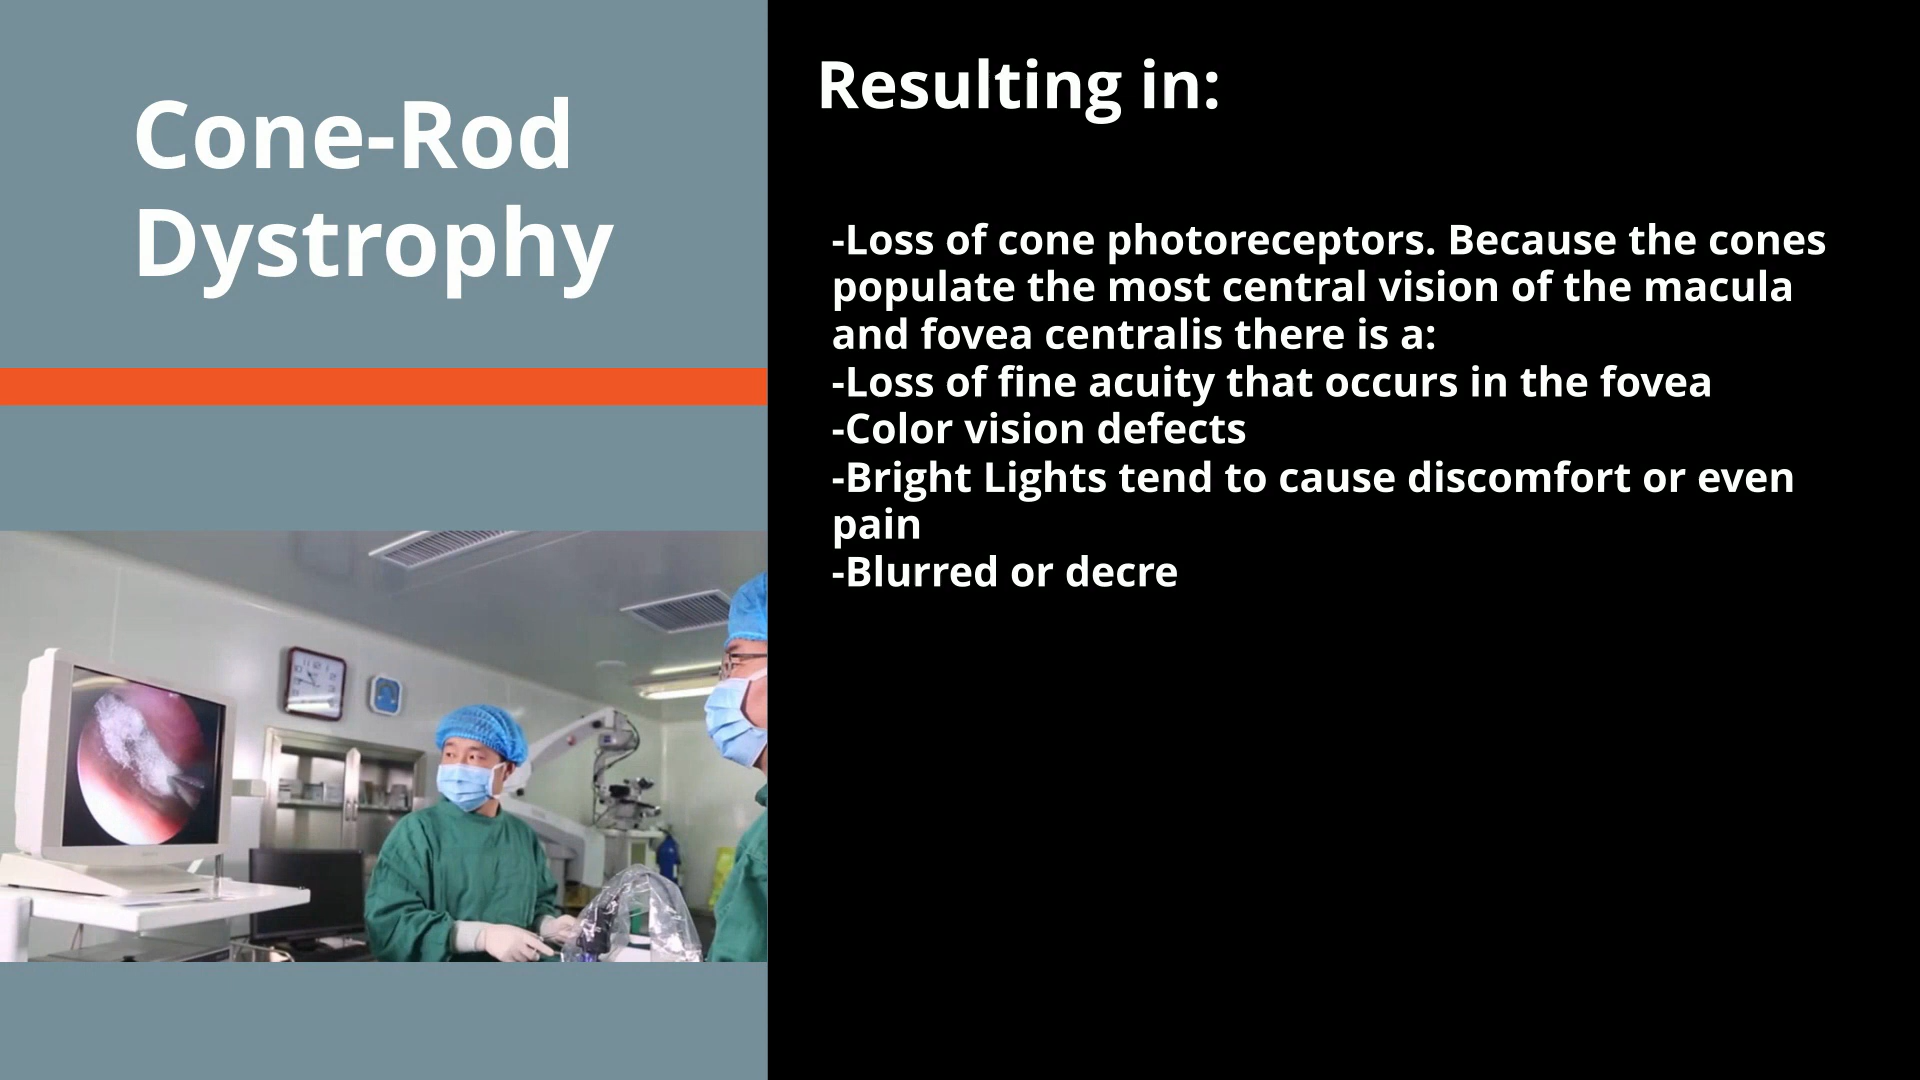 Cone-Rod
Dystrophy
Resulting in:
-Loss of cone photoreceptors. Because the cones
populate the most central vision of the macula
and fovea centralis there is a:
-Loss of fine acuity that occurs in the fovea
-Color vision defects
-Bright Lights tend to cause discomfort or even
pain
-Blurred or decre